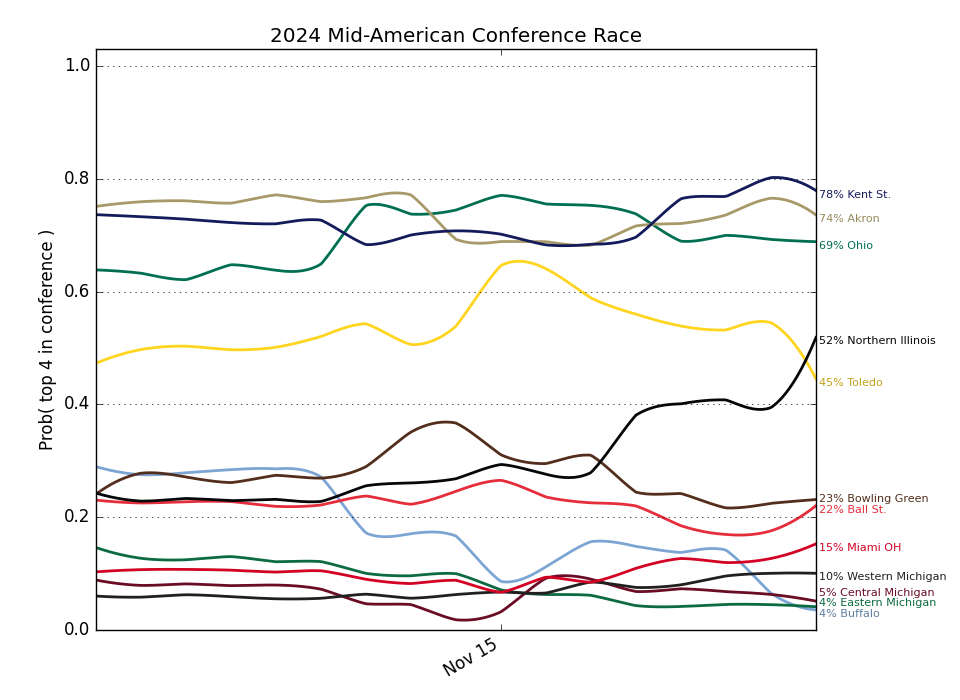 2024 Mid-American Conference Race
Prob( top 4 in conference )
1.0
0.8
0.6
0.4
0.2
0.0
Nov 15
78% Kent St.
74% Akron
69% Ohio
52% Northern Illinois
45% Toledo
23% Bowling Green
22% Ball St.
15% Miami OH
10% Western Michigan
5% Central Michigan
4% Eastern Michigan
4% Buffalo